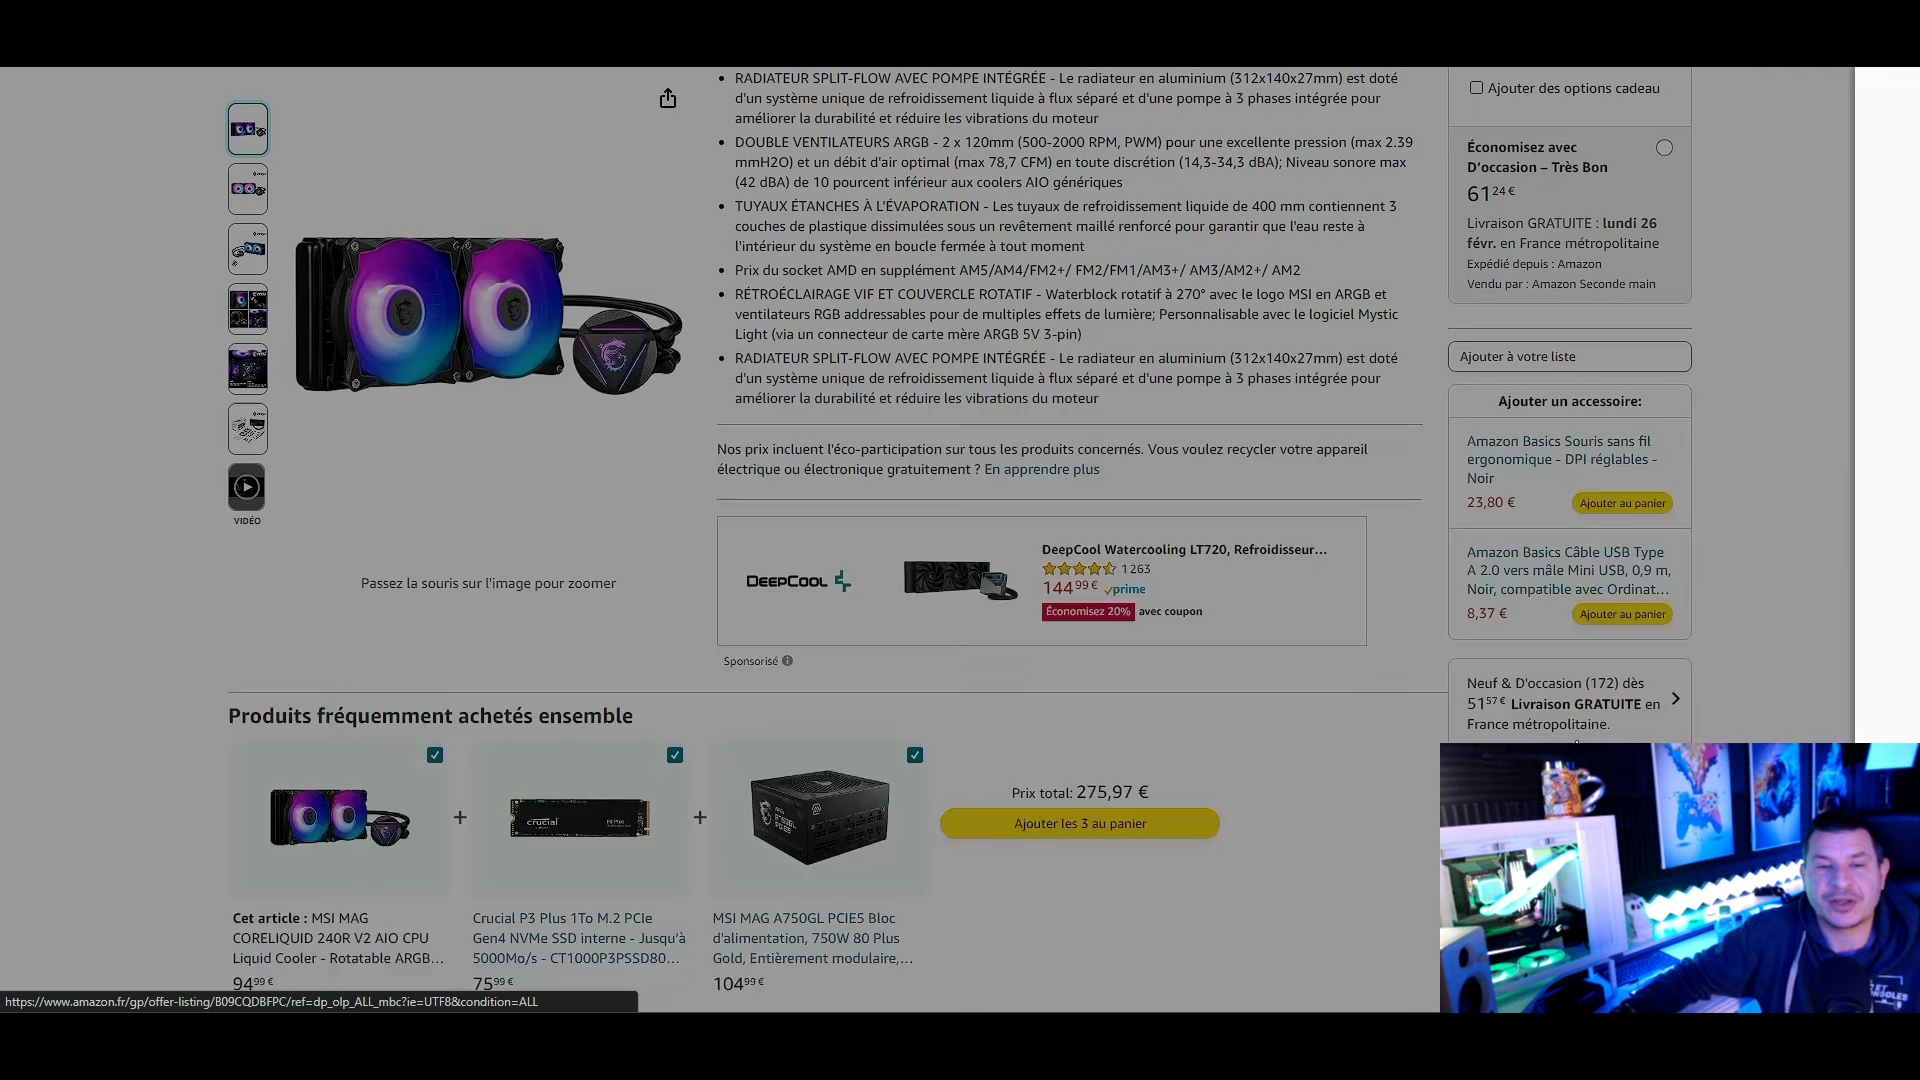 RADIATEUR SPLIT-FLOW AVEC POMPE INTÉGRÉE - Le radiateur en aluminium (312x140x27mm) est doté
d'un système unique de refroidissement liquide à flux séparé et d'une pompe à 3 phases intégrée pour
améliorer la durabilité et réduire les vibrations du moteur
DOUBLE VENTILATEURS ARGB - 2 x 120mm (500-2000 RPM, PWM) pour une excellente pression (max 2.39
mmH2O) et un débit d'air optimal (max 78,7 CFM) en toute discrétion (14,3-34,3 dBA); Niveau sonore max
(42 dBA) de 10 pourcent inférieur aux coolers AIO génériques
TUYAUX ÉTANCHES À L'ÉVAPORATION - Les tuyaux de refroidissement liquide de 400 mm contiennent 3
couches de plastique dissimulées sous un revêtement maillé renforcé pour garantir que l'eau reste à
l'intérieur du système en boucle fermée à tout moment
Prix du socket AMD en supplément AM5/AM4/FM2+/ FM2/FM1/AM3+/ AM3/AM2+/ AM2
RÉTROÉCLAIRAGE VIF ET COUVERCLE ROTATIF - Waterblock rotatif à 270° avec le logo MSI en ARGB et
ventilateurs RGB addressables pour de multiples effets de lumière; Personnalisable avec le logiciel Mystic
Light (via un connecteur de carte mère ARGB 5V 3-pin)
RADIATEUR SPLIT-FLOW AVEC POMPE INTÉGRÉE - Le radiateur en aluminium (312x140x27mm) est doté
d'un système unique de refroidissement liquide à flux séparé et d'une pompe à 3 phases intégrée pour
améliorer la durabilité et réduire les vibrations du moteur
Nos prix incluent l'éco-participation sur tous les produits concernés. Vous voulez recycler votre appareil
électrique ou électronique gratuitement ? En apprendre plus
VIDÉO
Passez la souris sur l'image pour zoomer
DEEPCOOL
DeepCool Watercooling LT720, Refroidisseur...
1 263
144,99 € prime
Économisez 20% avec coupon
Sponsorisé
Ajouter des options cadeau
Économisez avec
D'occasion – Très Bon
61,24 €
Livraison GRATUITE : lundi 26
févr. en France métropolitaine
Expédié depuis : Amazon
Vendu par : Amazon Seconde main
Ajouter à votre liste
Ajouter un accessoire:
Amazon Basics Souris sans fil
ergonomique - DPI réglables -
Noir
23,80 €
Ajouter au panier
Amazon Basics Câble USB Type
A 2.0 vers mâle Mini USB, 0,9 m,
Noir, compatible avec Ordinat...
8,37 €
Ajouter au panier
Neuf & D'occasion (172) dès
51,57 € Livraison GRATUITE en
France métropolitaine.
Produits fréquemment achetés ensemble
+
+
crucial
Prix total: 275,97 €
Ajouter les 3 au panier
Cet article : MSI MAG
CORELIQUID 240R V2 AIO CPU
Liquid Cooler - Rotatable ARGB...
94,99 €
Crucial P3 Plus 1To M.2 PCIe
Gen4 NVMe SSD interne - Jusqu'à
5000Mo/s - CT1000P3PSSD80...
75,99 €
MSI MAG A750GL PCIE5 Bloc
d'alimentation, 750W 80 Plus
Gold, Entièrement modulaire,...
104,99 €
https://www.amazon.fr/gp/offer-listing/B09CQDBFPC/ref=dp_olp_ALL_mbc?ie=UTF8&condition=ALL